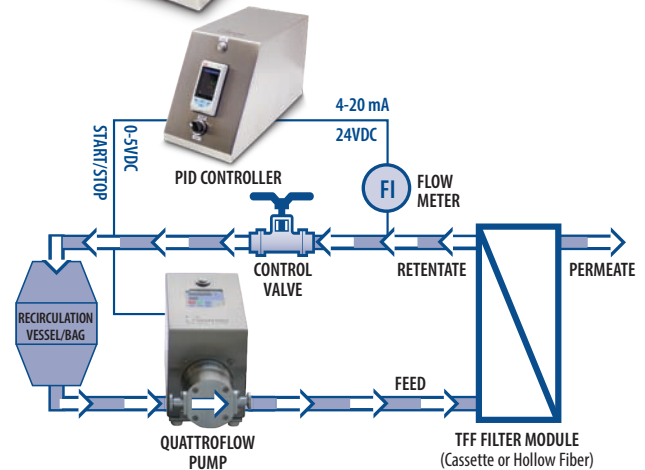 4-20 mA
24VDC
0-5VDC
START/STOP
PID CONTROLLER
FI
FLOW
METER
CONTROL
VALVE
RETENTATE
PERMEATE
RECIRCULATION
VESSEL/BAG
FEED
QUATTROFLOW
PUMP
TFF FILTER MODULE
(Cassette or Hollow Fiber)